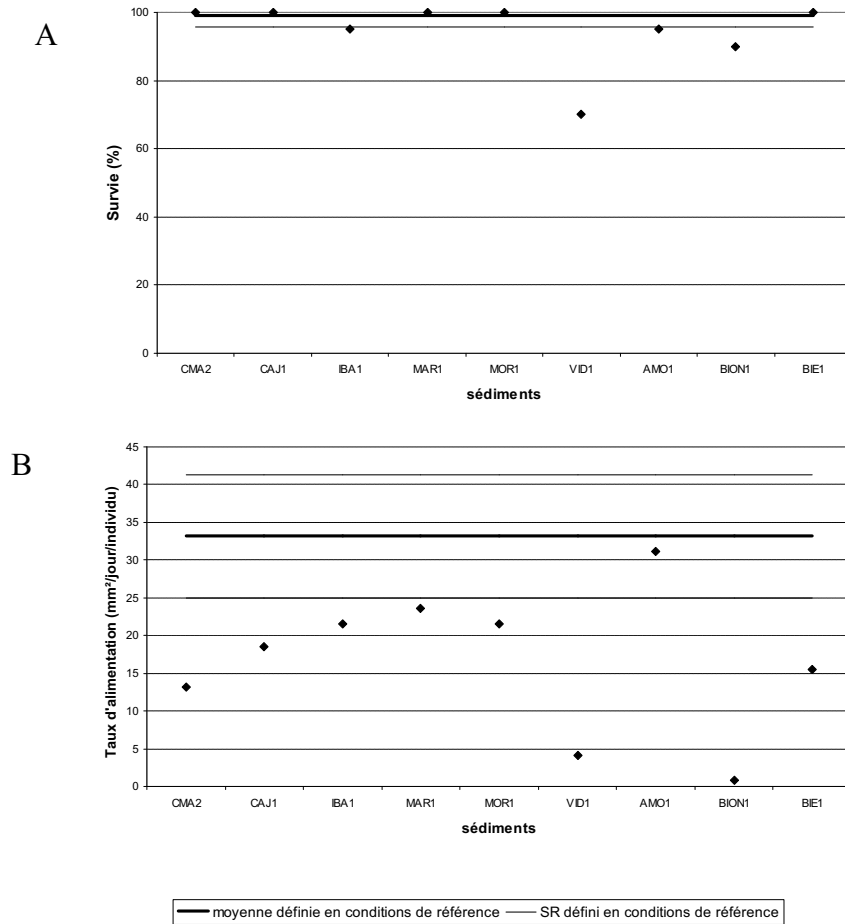 A
100
80
60
40
20
0
Survie (%)
CMA2 CAJ1 IBA1 MAR1 MOR1 VID1 AMO1 BION1 BIE1
sédiments
B
45
40
35
30
25
20
15
10
5
0
Taux d'alimentation (mm²/jour/individu)
CMA2 CAJ1 IBA1 MAR1 MOR1 VID1 AMO1 BION1 BIE1
sédiments
moyenne définie en conditions de référence SR défini en conditions de référence